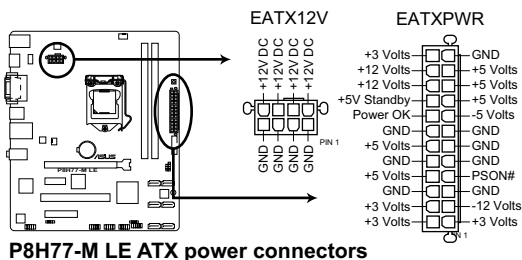 EATX12V
EATXPWR
+12V DC
+12V DC
+12V DC
+12V DC
GND
GND
GND
GND
PIN 1
+3 Volts
+12 Volts
+12 Volts
+5V Standby
Power OK
GND
+5 Volts
GND
+5 Volts
GND
+3 Volts
+3 Volts
GND
+5 Volts
+5 Volts
+5 Volts
-5 Volts
GND
GND
GND
PSON#
GND
-12 Volts
+3 Volts
N 1
ASUS
P8H77-M LE
P8H77-M LE ATX power connectors